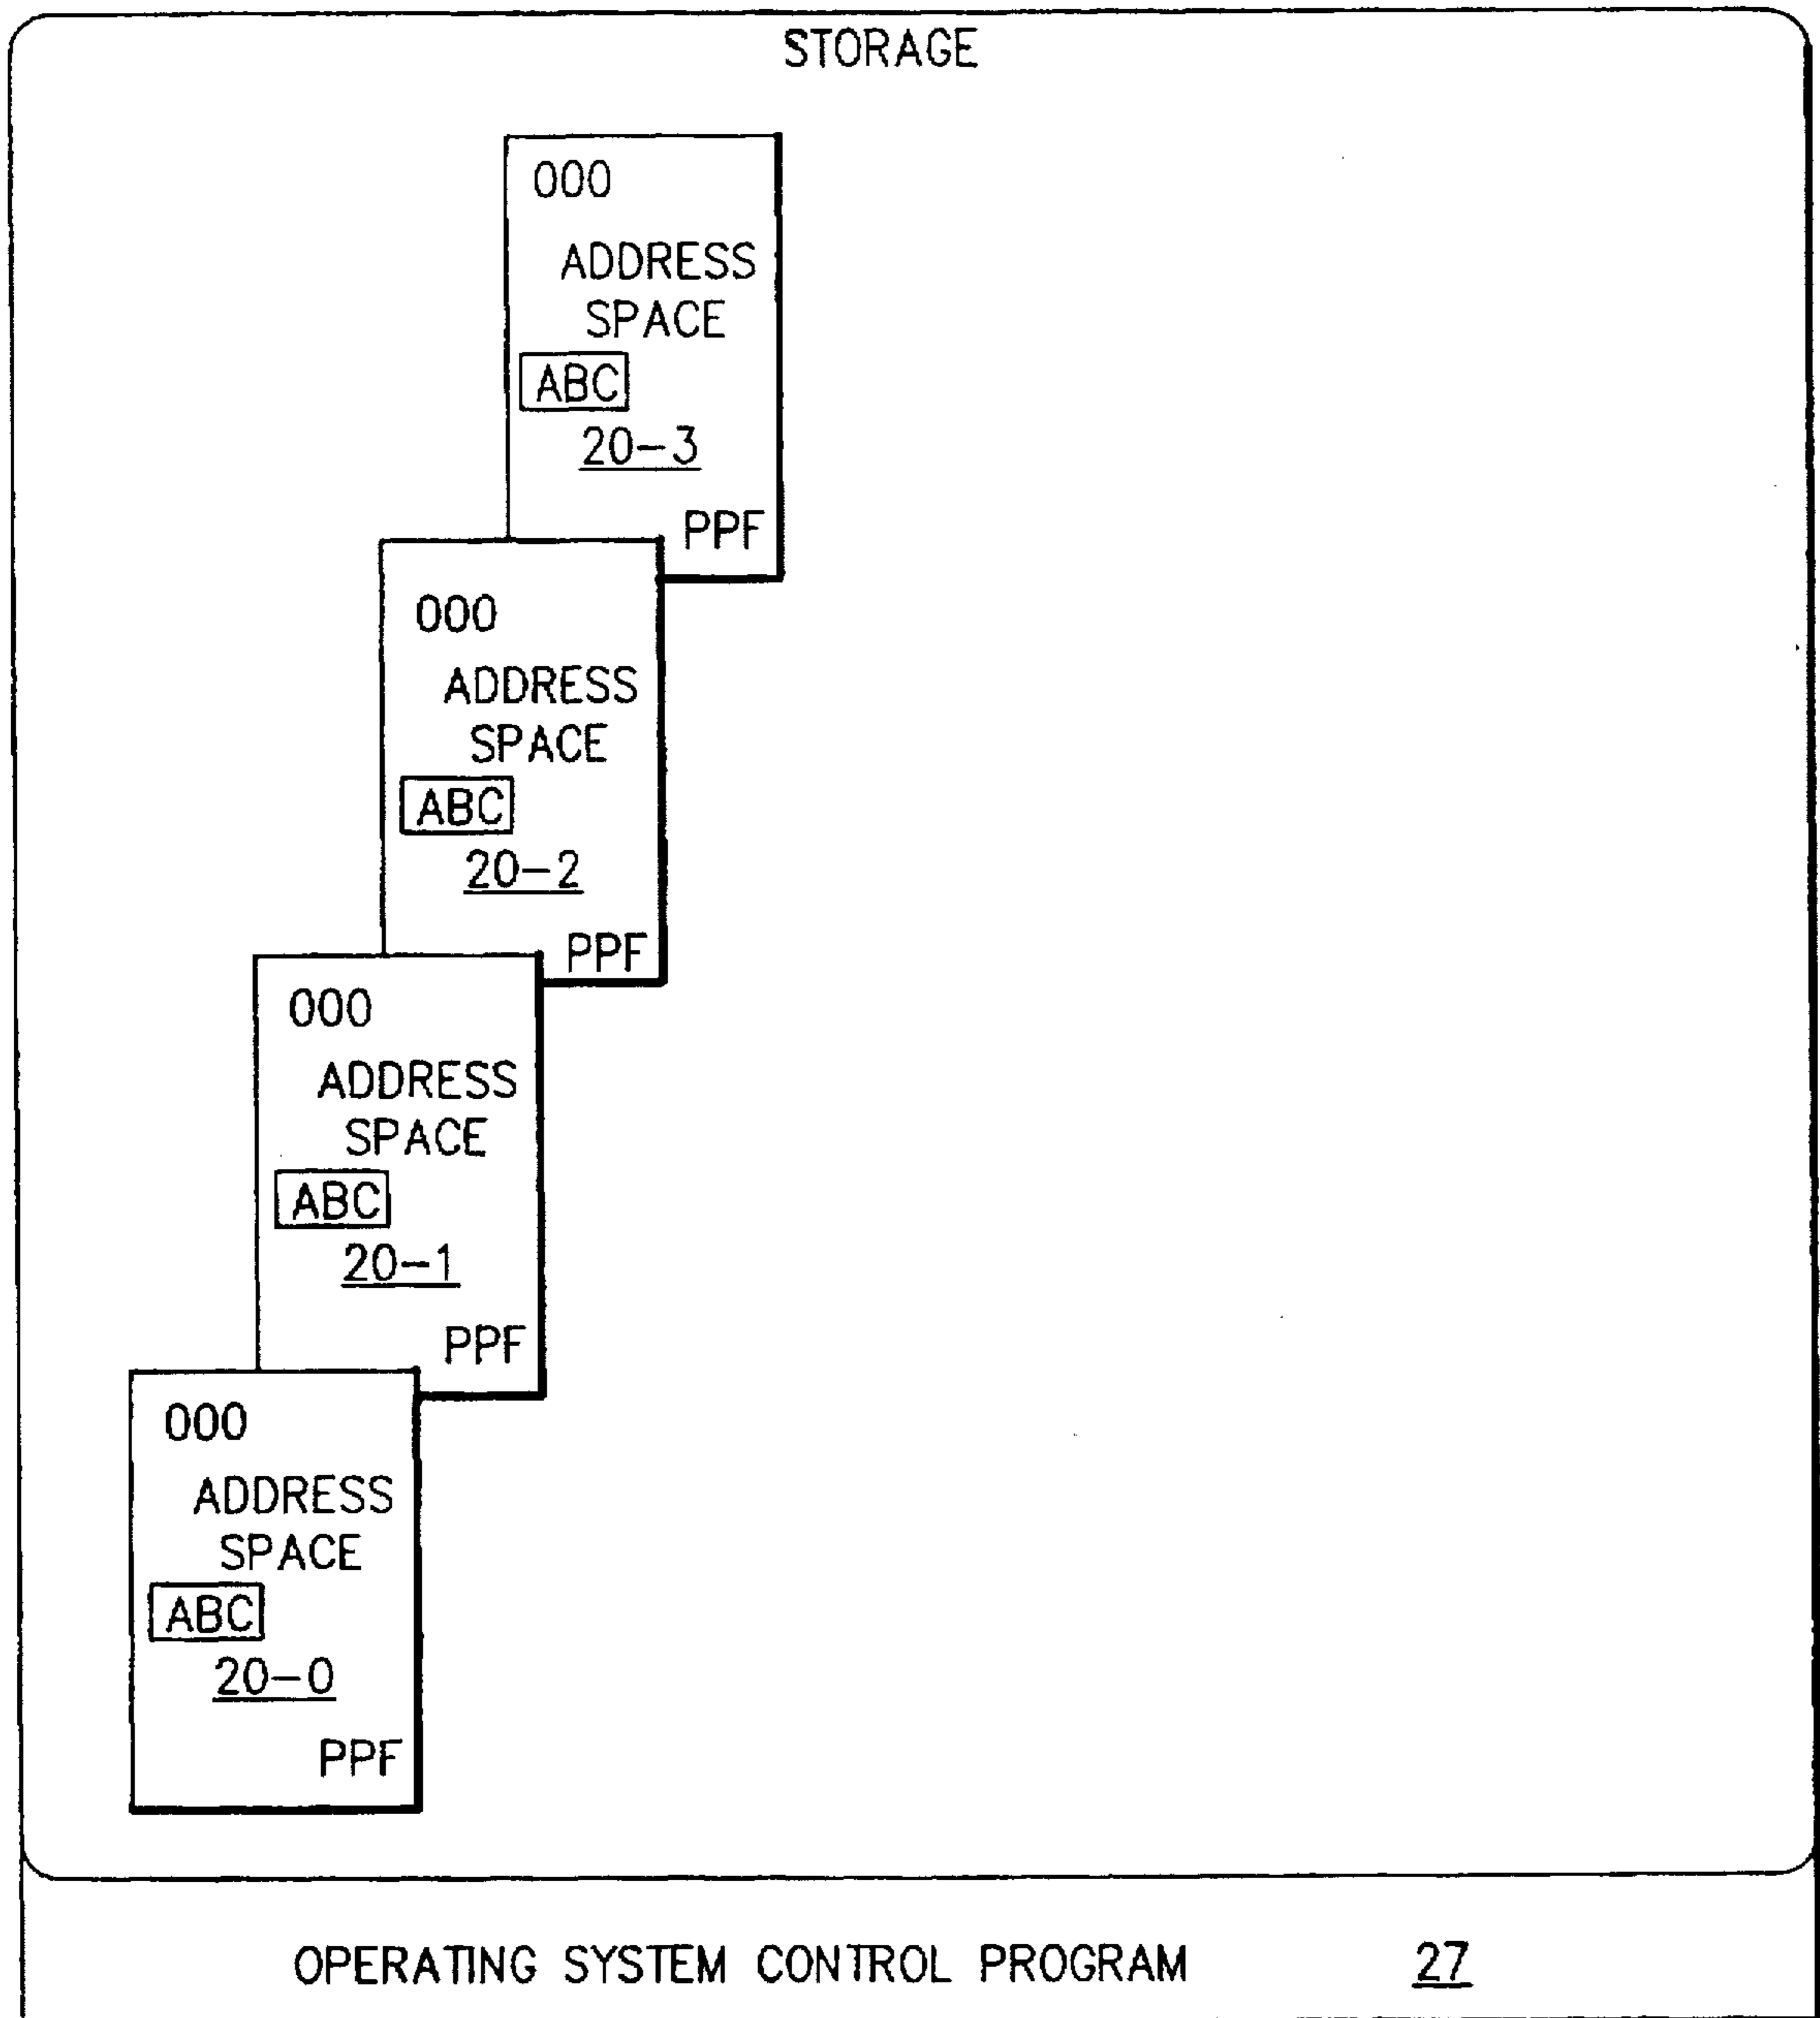 STORAGE
000
ADDRESS
SPACE
ABC
20-3
PPF
000
ADDRESS
SPACE
ABC
20-2
PPF
000
ADDRESS
SPACE
ABC
20-1
PPF
000
ADDRESS
SPACE
ABC
20-0
PPF
OPERATING SYSTEM CONTROL PROGRAM 27